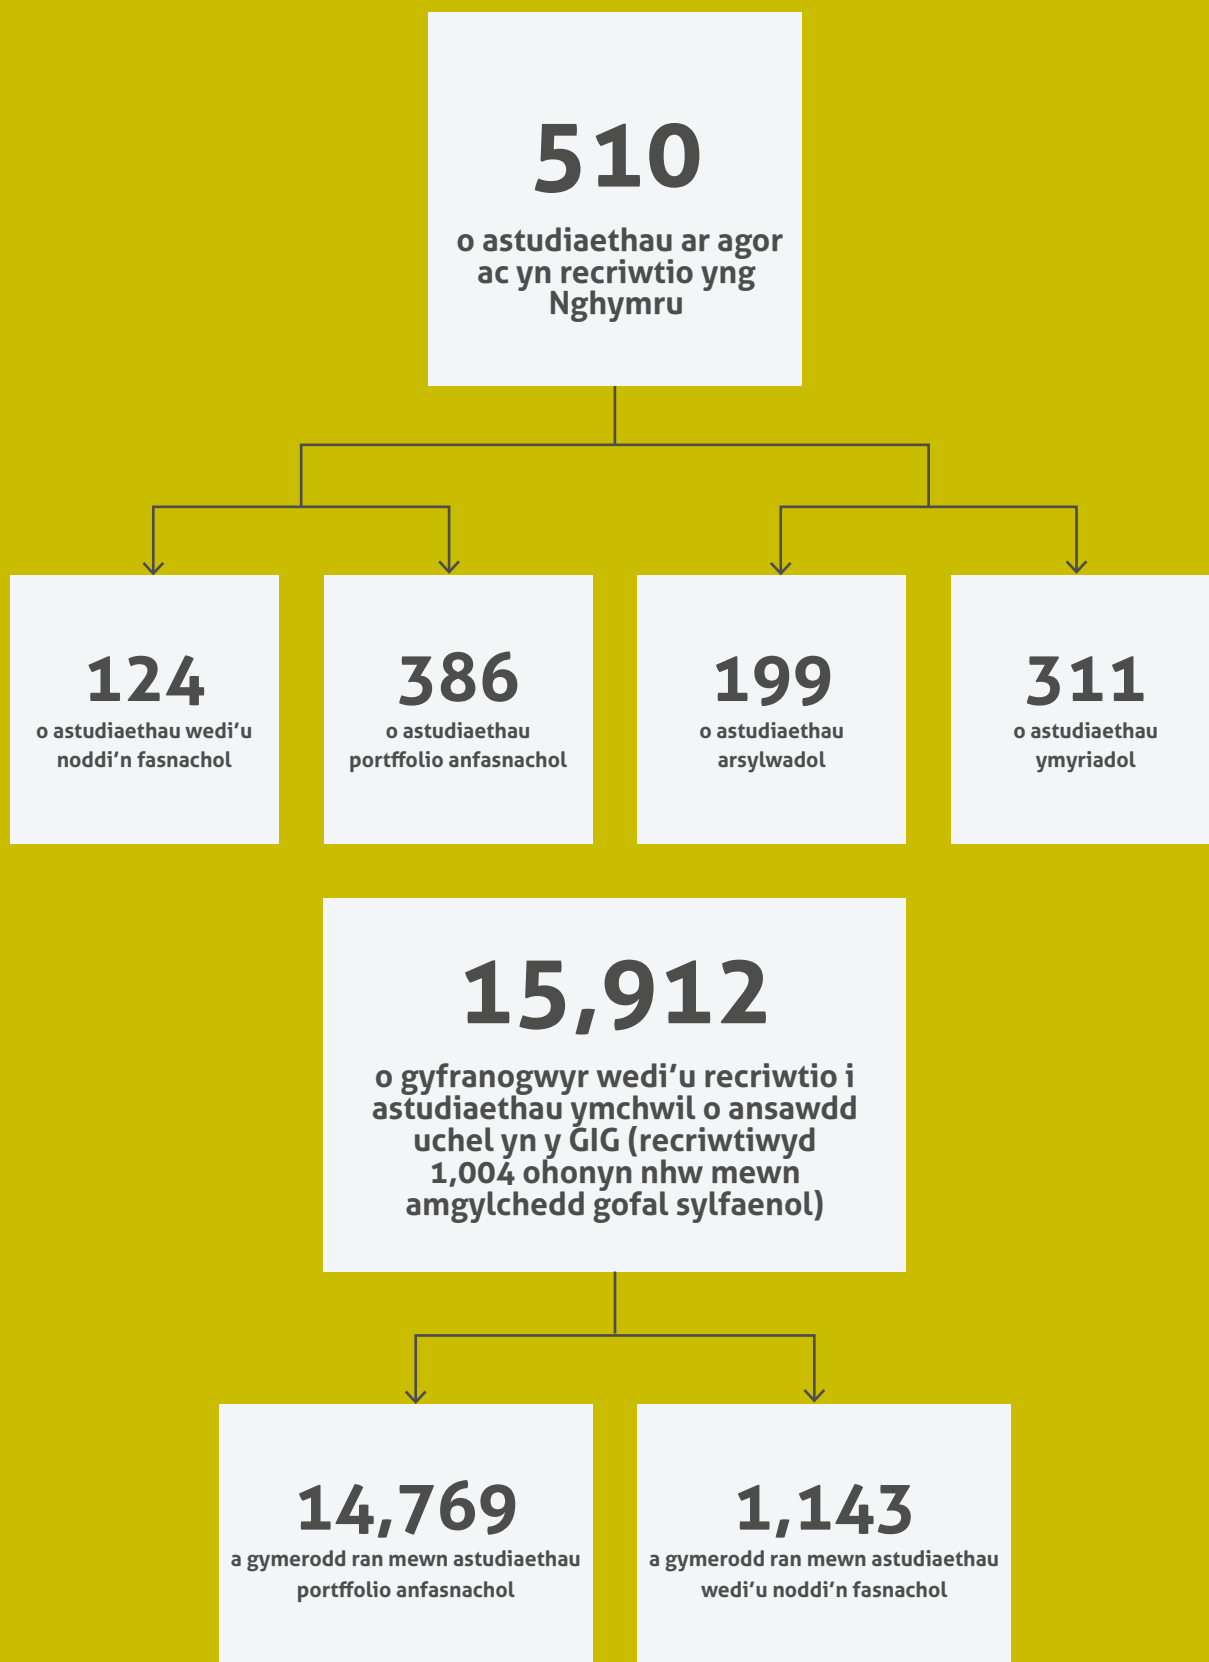 510
o astudiaethau ar agor
ac yn recriwtio yng
Nghymru
124
o astudiaethau wedi'u
noddi'n fasnachol
386
o astudiaethau
portffolio anfasnachol
199
o astudiaethau
arsylwadol
311
o astudiaethau
ymyriadol
15,912
o gyfranogwyr wedi'u recriwtio i
astudiaethau ymchwil o ansawdd
uchel yn y GIG (recriwtiwyd
1,004 ohonyn nhw mewn
amgylchedd gofal sylfaenol)
14,769
a gymerodd ran mewn astudiaethau
portffolio anfasnachol
1,143
a gymerodd ran mewn astudiaethau
wedi'u noddi'n fasnachol